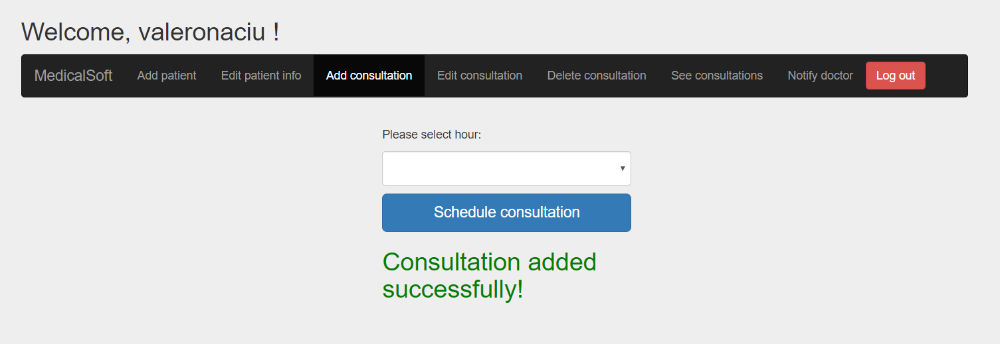 Welcome, valeronaciu !
MedicalSoft Add patient Edit patient info Add consultation Edit consultation Delete consultation See consultations Notify doctor Log out
Please select hour:
Schedule consultation
Consultation added
successfully!